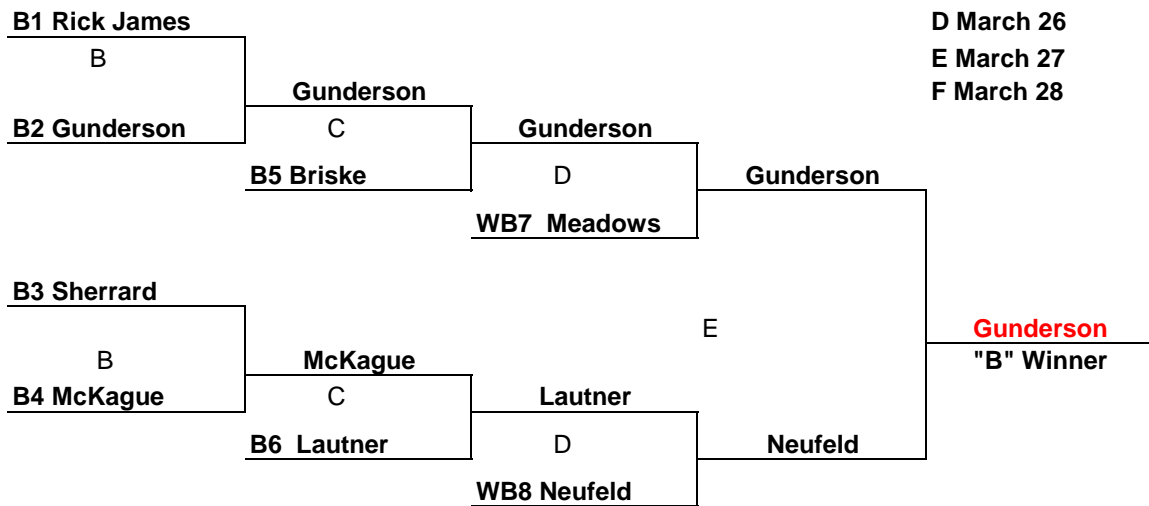 B1 Rick James
D March 26
B
E March 27
Gunderson
F March 28
B2 Gunderson
C
Gunderson
B5 Briske
D
Gunderson
WB7 Meadows
B3 Sherrard
E
Gunderson
B
McKague
"B" Winner
B4 McKague
C
Lautner
B6 Lautner
D
Neufeld
WB8 Neufeld